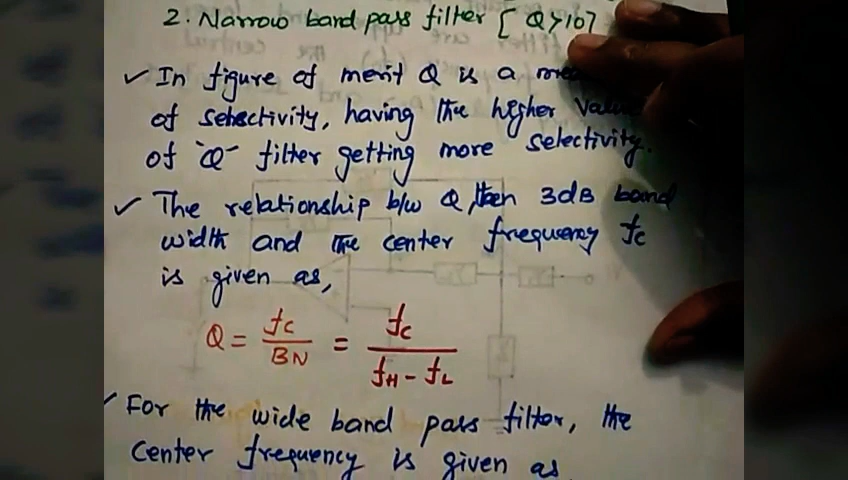 2. Narrow band pass filter [Q>10]
✓ In figure of merit Q is a
of selectivity, having the higher
of "Q" filter getting more selectivity.
✓ The relationship b/w Q, then 3dB band
width and the center frequency fc
is given as,
Q = fc / BN = fc / fH - fL
✓ For the wide band pass filter, the
center frequency is given as